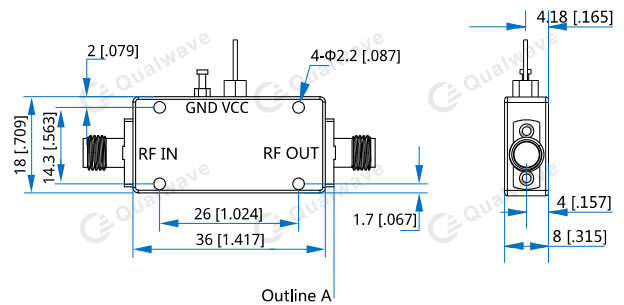 4.18 [.165]
2 [.079]
4-Φ2.2 [.087]
Qualwave
Qualwave
Qualwave
GND VCC
18 [.709]
14.3 [.563]
RF IN
RF OUT
4 [.157]
26 [1.024]
1.7 [.067]
36 [1.417]
8 [.315]
Qualwave
Qualwave
Qualwave
Outline A